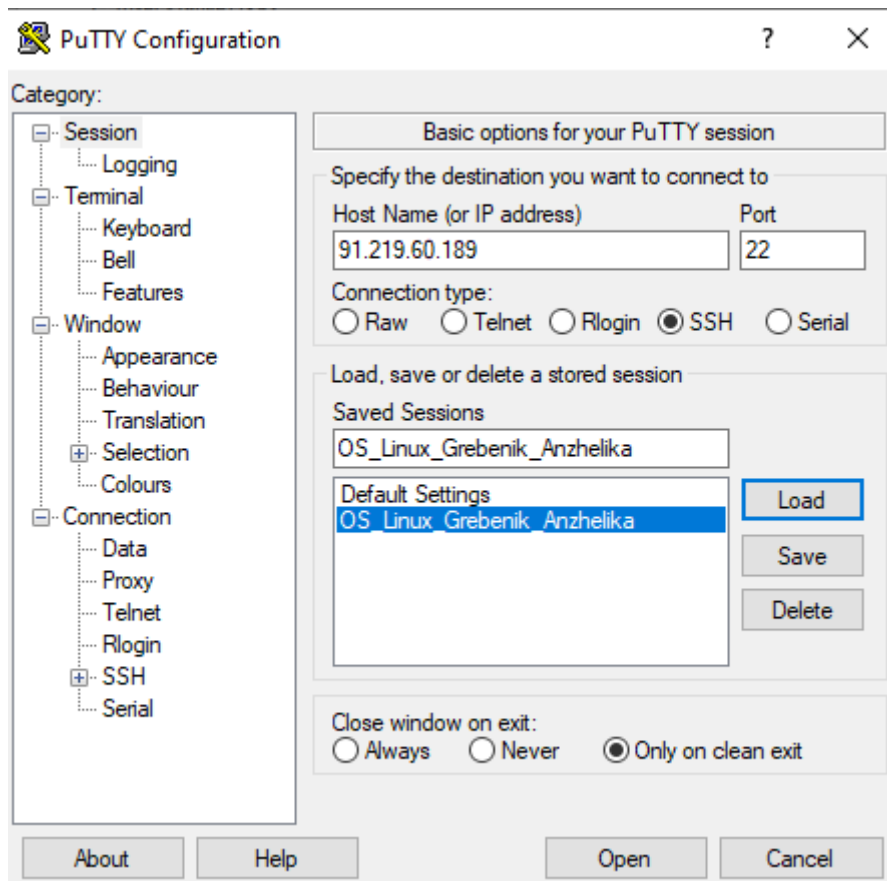 PuTTY Configuration
?
Category:
Session
Logging
Terminal
Keyboard
Bell
Features
Window
Appearance
Behaviour
Translation
Selection
Colours
Connection
Data
Proxy
Telnet
Rlogin
SSH
Serial
Basic options for your PuTTY session
Specify the destination you want to connect to
Host Name (or IP address) Port
91.219.60.189 22
Connection type:
Raw Telnet Rlogin SSH Serial
Load, save or delete a stored session
Saved Sessions
OS_Linux_Grebenik_Anzhelika
Default Settings
OS_Linux_Grebenik_Anzhelika
Load
Save
Delete
Close window on exit:
Always Never Only on clean exit
About Help Open Cancel